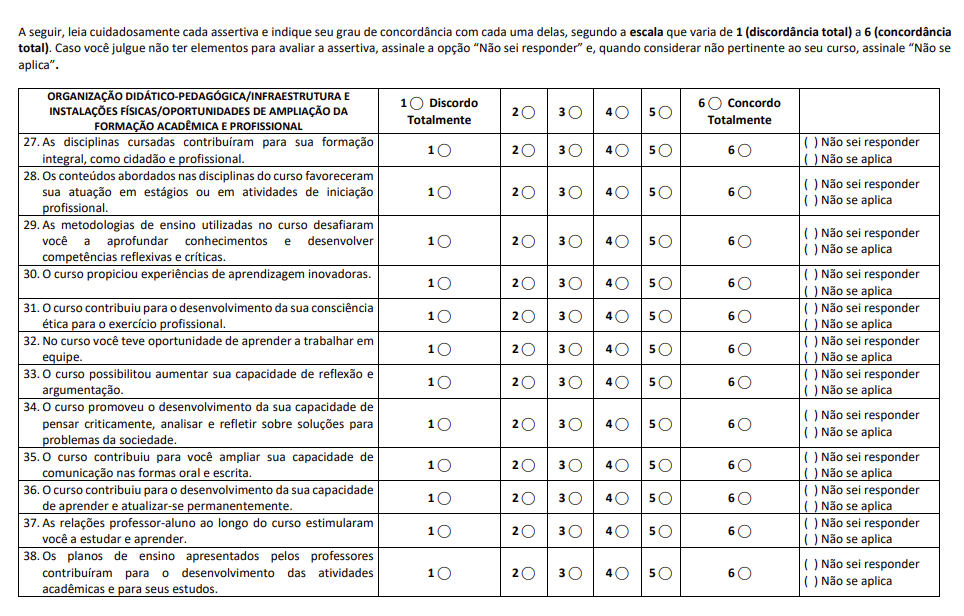 A seguir, leia cuidadosamente cada assertiva e indique seu grau de concordância com cada uma delas, segundo a escala que varia de 1 (discordância total) a 6 (concordância
total). Caso você julgue não ter elementos para avaliar a assertiva, assinale a opção “Não sei responder” e, quando considerar não pertinente ao seu curso, assinale “Não se
aplica”.
ORGANIZAÇÃO DIDÁTICO-PEDAGÓGICA/INFRAESTRUTURA E
INSTALAÇÕES FÍSICAS/OPORTUNIDADES DE AMPLIAÇÃO DA
FORMAÇÃO ACADÊMICA E PROFISSIONAL
1 ○ Discordo
Totalmente
2 ○
3 ○
4 ○
5 ○
6 ○ Concordo
Totalmente
27. As disciplinas cursadas contribuíram para sua formação
integral, como cidadão e profissional.
1 ○ 2 ○ 3 ○ 4 ○ 5 ○ 6 ○
( ) Não sei responder
( ) Não se aplica
28. Os conteúdos abordados nas disciplinas do curso favoreceram
sua atuação em estágios ou em atividades de iniciação
profissional.
1 ○ 2 ○ 3 ○ 4 ○ 5 ○ 6 ○
( ) Não sei responder
( ) Não se aplica
29. As metodologias de ensino utilizadas no curso desafiaram
você a aprofundar conhecimentos e desenvolver
competências reflexivas e críticas.
1 ○ 2 ○ 3 ○ 4 ○ 5 ○ 6 ○
( ) Não sei responder
( ) Não se aplica
30. O curso propiciou experiências de aprendizagem inovadoras.
1 ○ 2 ○ 3 ○ 4 ○ 5 ○ 6 ○
( ) Não sei responder
( ) Não se aplica
31. O curso contribuiu para o desenvolvimento da sua consciência
ética para o exercício profissional.
1 ○ 2 ○ 3 ○ 4 ○ 5 ○ 6 ○
( ) Não sei responder
( ) Não se aplica
32. No curso você teve oportunidade de aprender a trabalhar em
equipe.
1 ○ 2 ○ 3 ○ 4 ○ 5 ○ 6 ○
( ) Não sei responder
( ) Não se aplica
33. O curso possibilitou aumentar sua capacidade de reflexão e
argumentação.
1 ○ 2 ○ 3 ○ 4 ○ 5 ○ 6 ○
( ) Não sei responder
( ) Não se aplica
34. O curso promoveu o desenvolvimento da sua capacidade de
pensar criticamente, analisar e refletir sobre soluções para
problemas da sociedade.
1 ○ 2 ○ 3 ○ 4 ○ 5 ○ 6 ○
( ) Não sei responder
( ) Não se aplica
35. O curso contribuiu para você ampliar sua capacidade de
comunicação nas formas oral e escrita.
1 ○ 2 ○ 3 ○ 4 ○ 5 ○ 6 ○
( ) Não sei responder
( ) Não se aplica
36. O curso contribuiu para o desenvolvimento da sua capacidade
de aprender e atualizar-se permanentemente.
1 ○ 2 ○ 3 ○ 4 ○ 5 ○ 6 ○
( ) Não sei responder
( ) Não se aplica
37. As relações professor-aluno ao longo do curso estimularam
você a estudar e aprender.
1 ○ 2 ○ 3 ○ 4 ○ 5 ○ 6 ○
( ) Não sei responder
( ) Não se aplica
38. Os planos de ensino apresentados pelos professores
contribuíram para o desenvolvimento das atividades
acadêmicas e para seus estudos.
1 ○ 2 ○ 3 ○ 4 ○ 5 ○ 6 ○
( ) Não sei responder
( ) Não se aplica